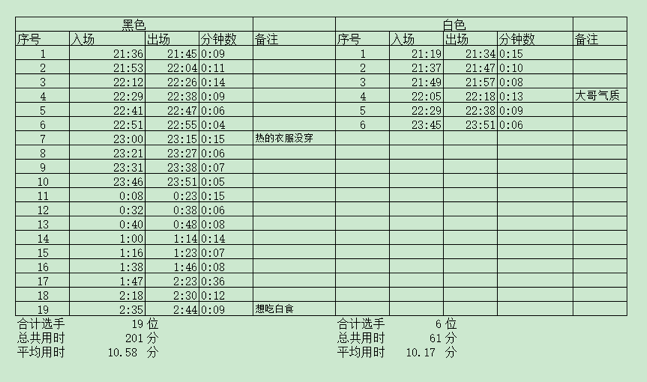 黑色 白色
序号 入场 出场 分钟数 备注 序号 入场 出场 分钟数 备注
1 21:36 21:45 0:09 1 21:19 21:34 0:15
2 21:53 22:04 0:11 2 21:37 21:47 0:10
3 22:12 22:26 0:14 3 21:49 21:57 0:08
4 22:29 22:38 0:09 4 22:05 22:18 0:13 大哥气质
5 22:41 22:47 0:06 5 22:29 22:38 0:09
6 22:51 22:55 0:04 6 23:45 23:51 0:06
7 23:00 23:15 0:15 热的衣服没穿
8 23:21 23:27 0:06
9 23:31 23:38 0:07
10 23:46 23:51 0:05
11 0:08 0:23 0:15
12 0:32 0:38 0:06
13 0:40 0:48 0:08
14 1:00 1:14 0:14
15 1:16 1:23 0:07
16 1:38 1:46 0:08
17 1:47 2:23 0:36
18 2:18 2:30 0:12
19 2:35 2:44 0:09 想吃白食
合计选手 19 位 合计选手 6 位
总共用时 201 分 总共用时 61 分
平均用时 10.58 分 平均用时 10.17 分